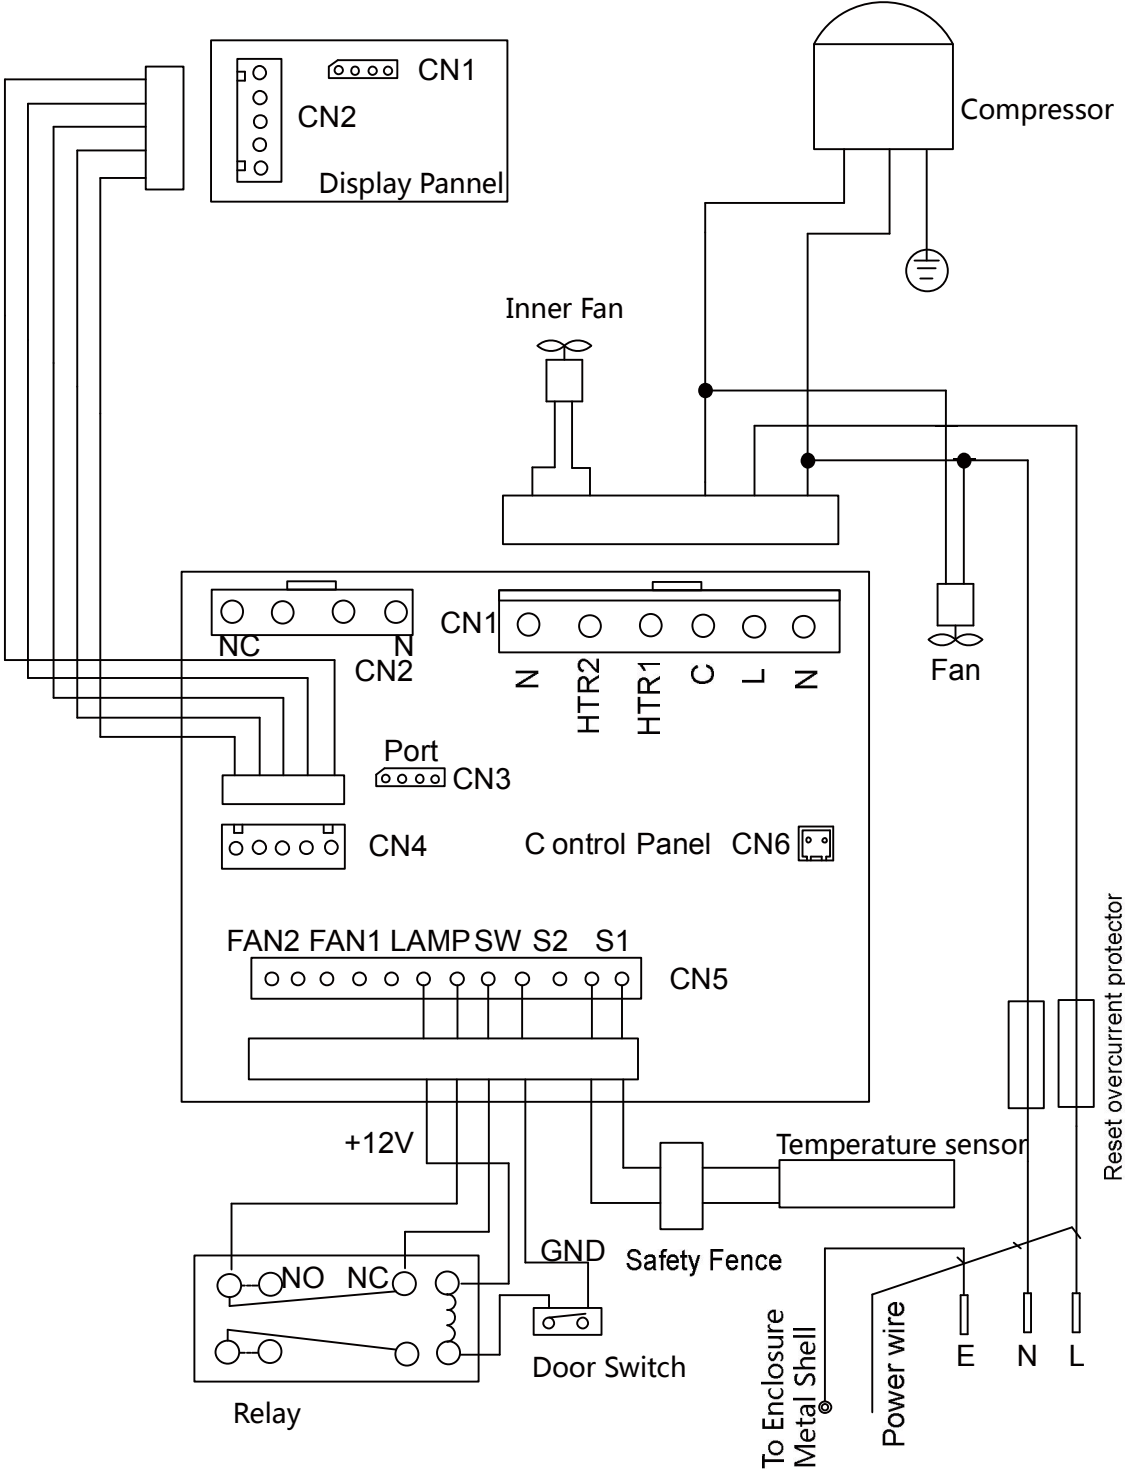 CN1
CN2
Display Pannel
Compressor
Inner Fan
Fan
NC
N
CN2
CN1
N
HTR2
HTR1
C
L
N
Port
CN3
CN4
C ontrol Panel
CN6
FAN2 FAN1 LAMP SW S2 S1
CN5
Reset overcurrent protector
+12V
Temperature sensor
Safety Fence
GND
NO
NC
Door Switch
Relay
To Enclosure
Metal Shell
Power wire
E
N
L